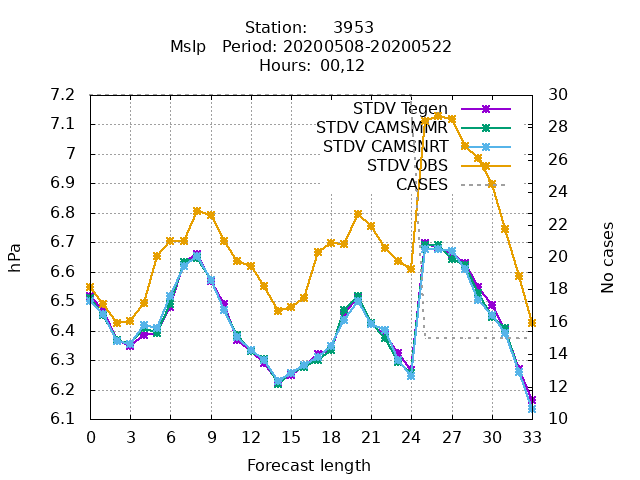 Station:     3953
Mslp   Period: 20200508-20200522
Hours:  00,12
7.2
7.1
7
6.9
6.8
6.7
6.6
6.5
6.4
6.3
6.2
6.1
hPa
STDV Tegen
STDV CAMSMMR
STDV CAMSNRT
STDV OBS
CASES
30
28
26
24
22
20
18
16
14
12
10
No cases
0 3 6 9 12 15 18 21 24 27 30 33
Forecast length